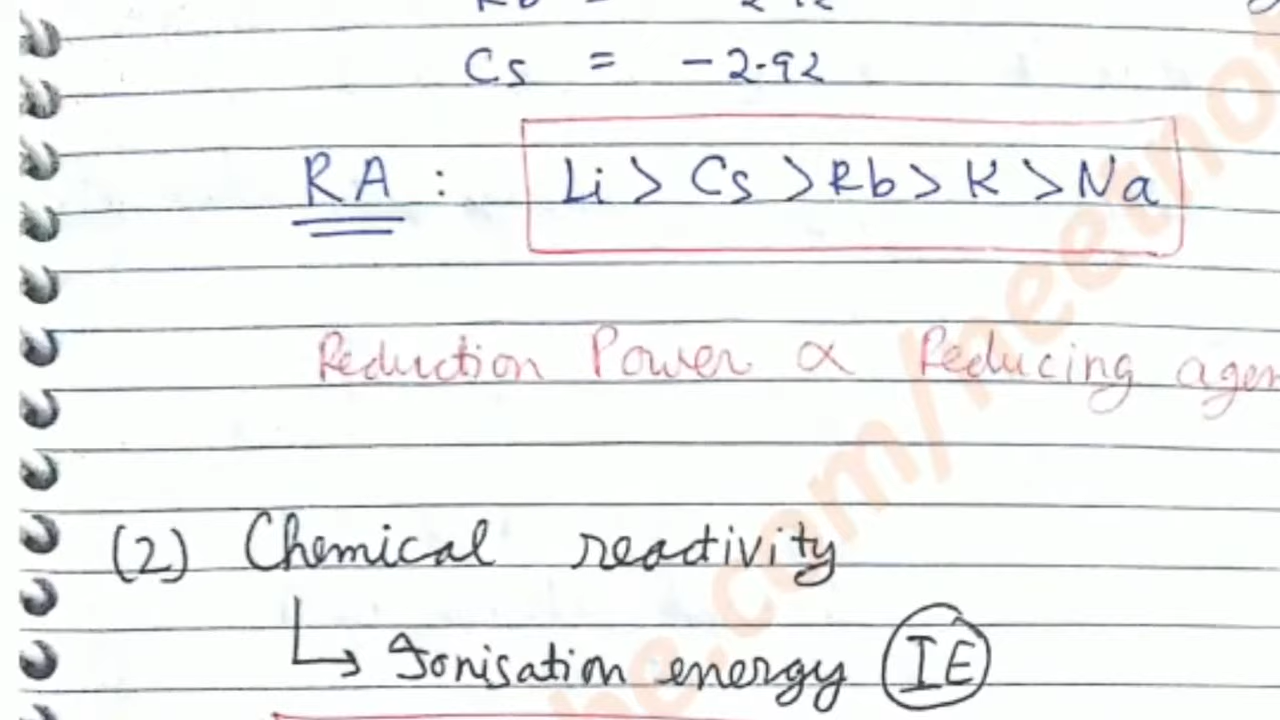 Cs = -2.92
RA : Li > Cs > Rb > K > Na
Reduction Power ∝ Reducing
(2) Chemical reactivity
↳ Ionisation energy (IE)